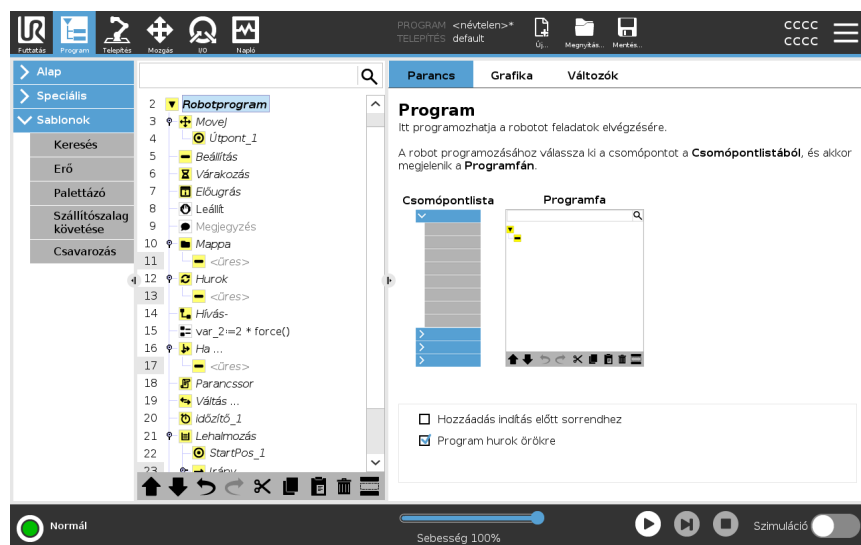 PROGRAM <névtelen>*
TELEPÍTÉS default
Futtatás
Program
Telepítés
Mozgás
I/O
Napló
Új...
Megnyitás...
Mentés...
cccc
cccc
Alap
Speciális
Sablonok
Keresés
Erő
Palettázó
Szállítószalag
követése
Csavarozás
2 Robotprogram
3 MoveJ
4 Útpont_1
5 Beállítás
6 Várakozás
7 Előugrás
8 Leállít
9 Megjegyzés
10 Mappa
11 <üres>
12 Hurok
13 <üres>
14 Hívás-
15 var_2:=2 * force()
16 Ha ...
17 <üres>
18 Parancssor
19 Váltás ...
20 Időzítő_1
21 Lehalmozás
22 StartPos_1
23 Irány
Parancs Grafika Változók
Program
Itt programozhatja a robotot feladatok elvégzésére.
A robot programozásához válassza ki a csomópontot a Csomópontlistából, és akkor
megjelenik a Programfán.
Csomópontlista
Programfa
Hozzáadás indítás előtt sorrendhez
Program hurok örökre
Normál
Sebesség 100%
Szimuláció